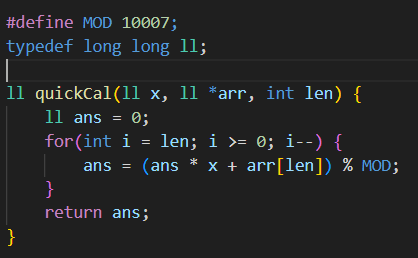 #define MOD 10007;
typedef long long ll;
ll quickCal(ll x, ll *arr, int len) {
    ll ans = 0;
    for(int i = len; i >= 0; i--) {
        ans = (ans * x + arr[len]) % MOD;
    }
    return ans;
}